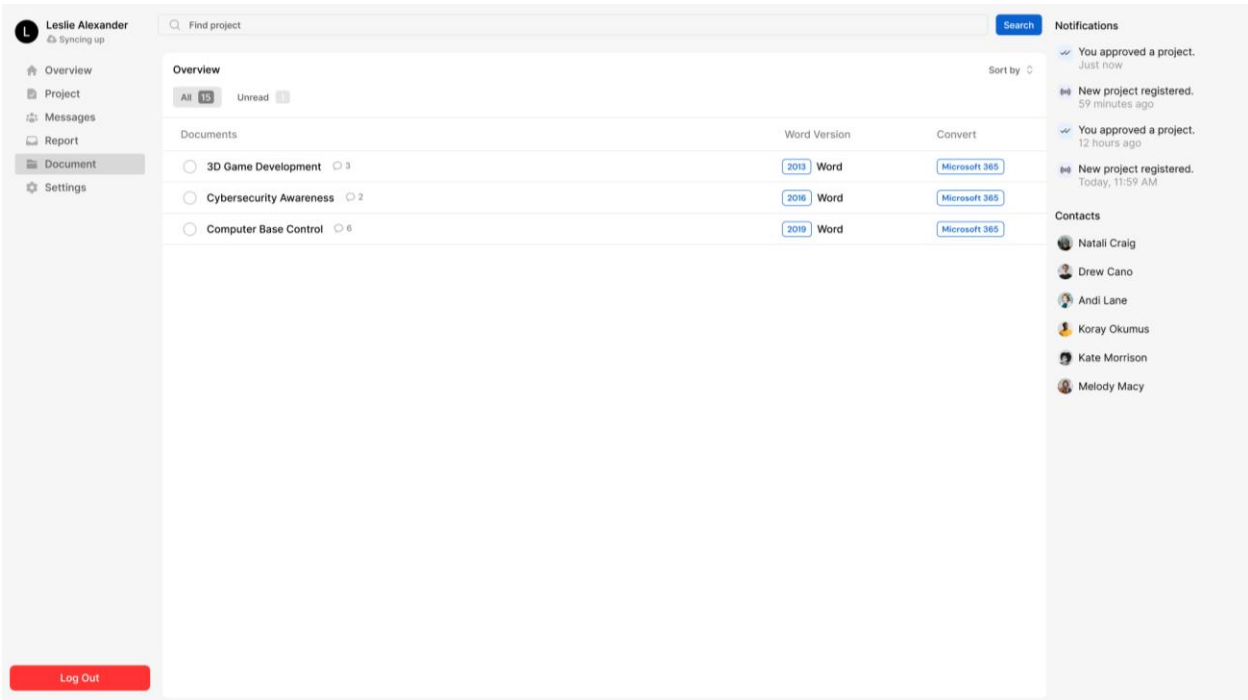 L
Leslie Alexander
Syncing up
Overview
Project
Messages
Report
Document
Settings
Log Out
Find project
Search
Overview
Sort by
All 15 Unread 1
Documents Word Version Convert
3D Game Development 3 2013 Word Microsoft 365
Cybersecurity Awareness 2 2016 Word Microsoft 365
Computer Base Control 6 2019 Word Microsoft 365
Notifications
You approved a project.
Just now
New project registered.
59 minutes ago
You approved a project.
12 hours ago
New project registered.
Today, 11:59 AM
Contacts
Natali Craig
Drew Cano
Andi Lane
Koray Okumus
Kate Morrison
Melody Macy